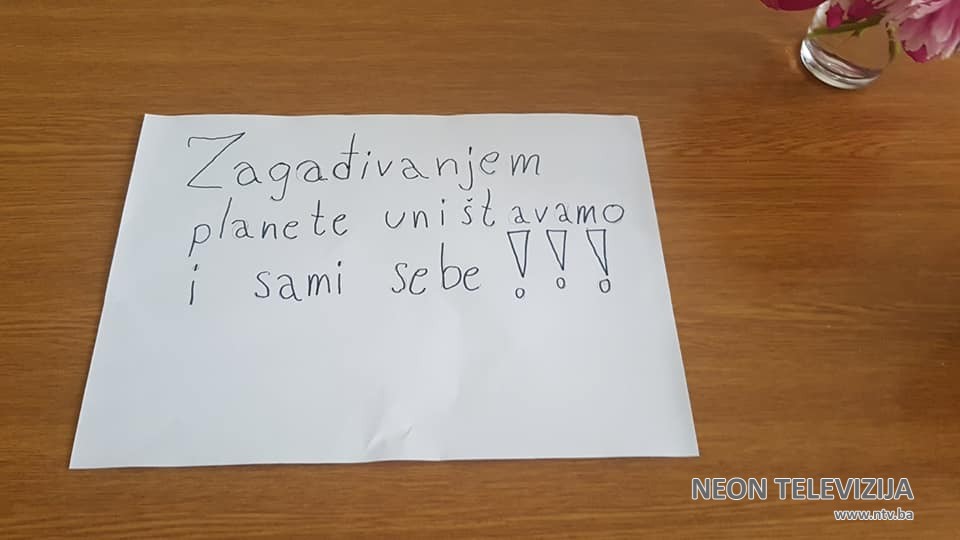 Zagađivanjem
planete uništavamo
i sami sebe !!!
NEON TELEVIZIJA
www.ntv.ba